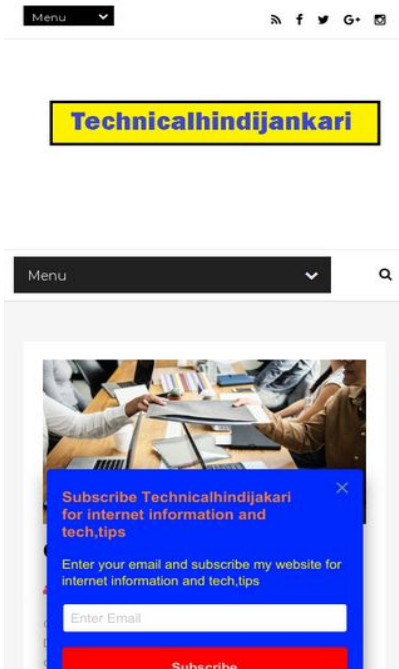 Menu
G+
Technicalhindijankari
Menu
Subscribe Technicalhindijakari
for internet information and
tech,tips
Enter your email and subscribe my website for
internet information and tech,tips
Enter Email
Subscribe